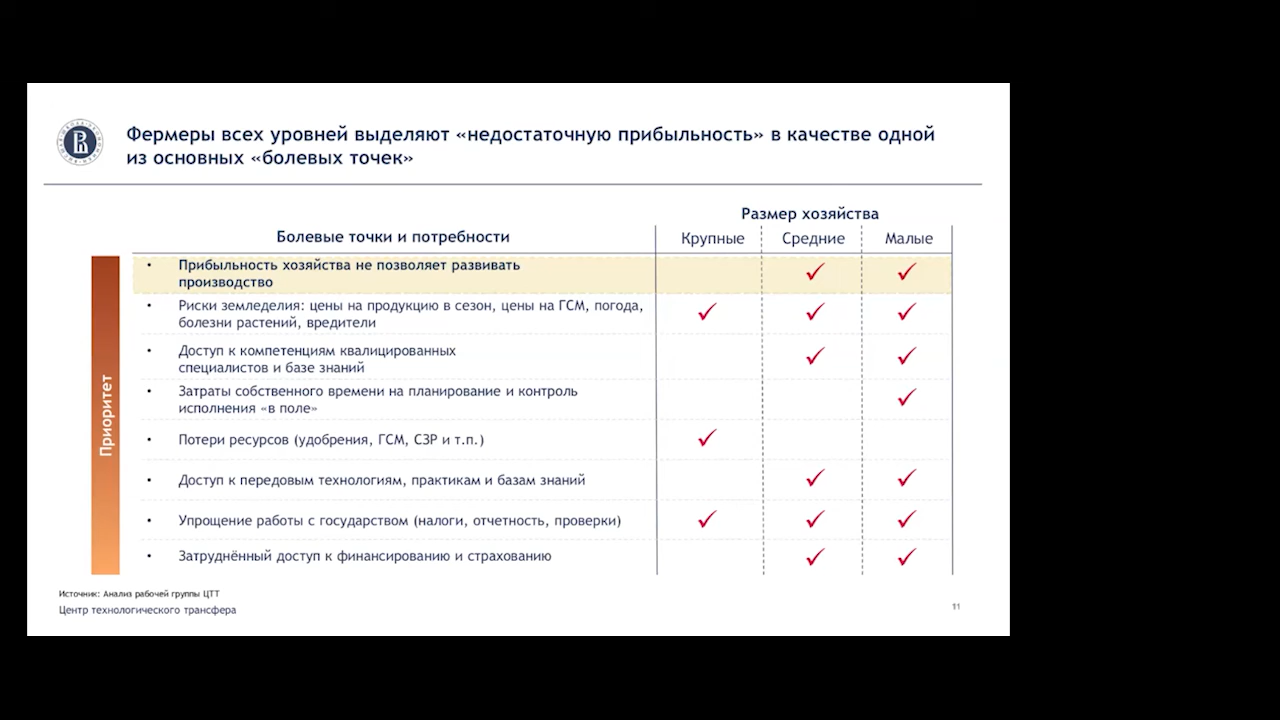 Фермеры всех уровней выделяют «недостаточную прибыльность» в качестве одной
из основных «болевых точек»
Размер хозяйства
Болевые точки и потребности
Крупные
Средние
Малые
Приоритет
• Прибыльность хозяйства не позволяет развивать
производство
• Риски земледелия: цены на продукцию в сезон, цены на ГСМ, погода,
болезни растений, вредители
• Доступ к компетенциям квалицированных
специалистов и базе знаний
• Затраты собственного времени на планирование и контроль
исполнения «в поле»
• Потери ресурсов (удобрения, ГСМ, СЗР и т.п.)
• Доступ к передовым технологиям, практикам и базам знаний
• Упрощение работы с государством (налоги, отчетность, проверки)
• Затруднённый доступ к финансированию и страхованию
Источник: Анализ рабочей группы ЦТТ
Центр технологического трансфера
11